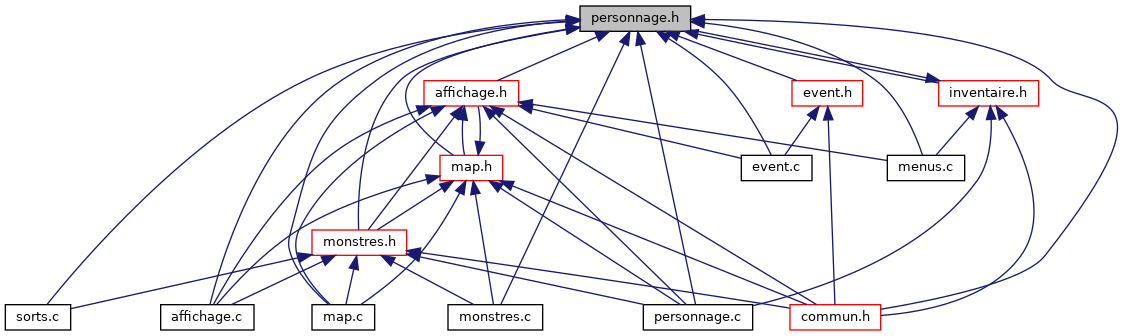 personnage.h
affichage.h
event.h
inventaire.h
map.h
event.c
menus.c
monstres.h
sorts.c
affichage.c
map.c
monstres.c
personnage.c
commun.h